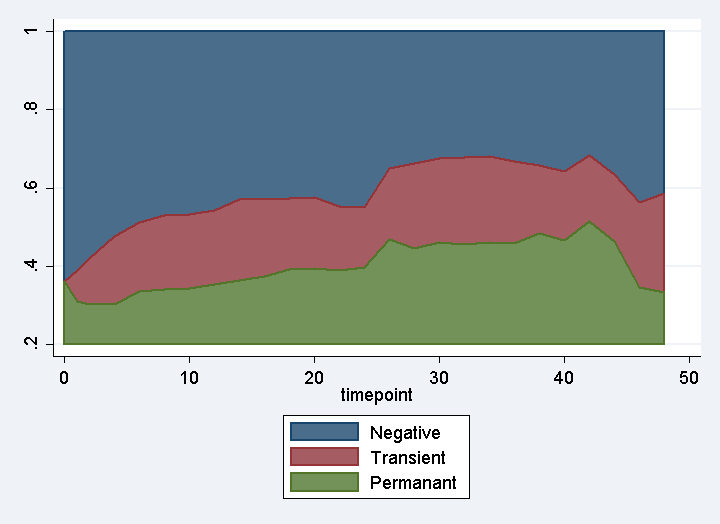 1
.8
.6
.4
.2
0 10 20 30 40 50
timepoint
Negative
Transient
Permanant